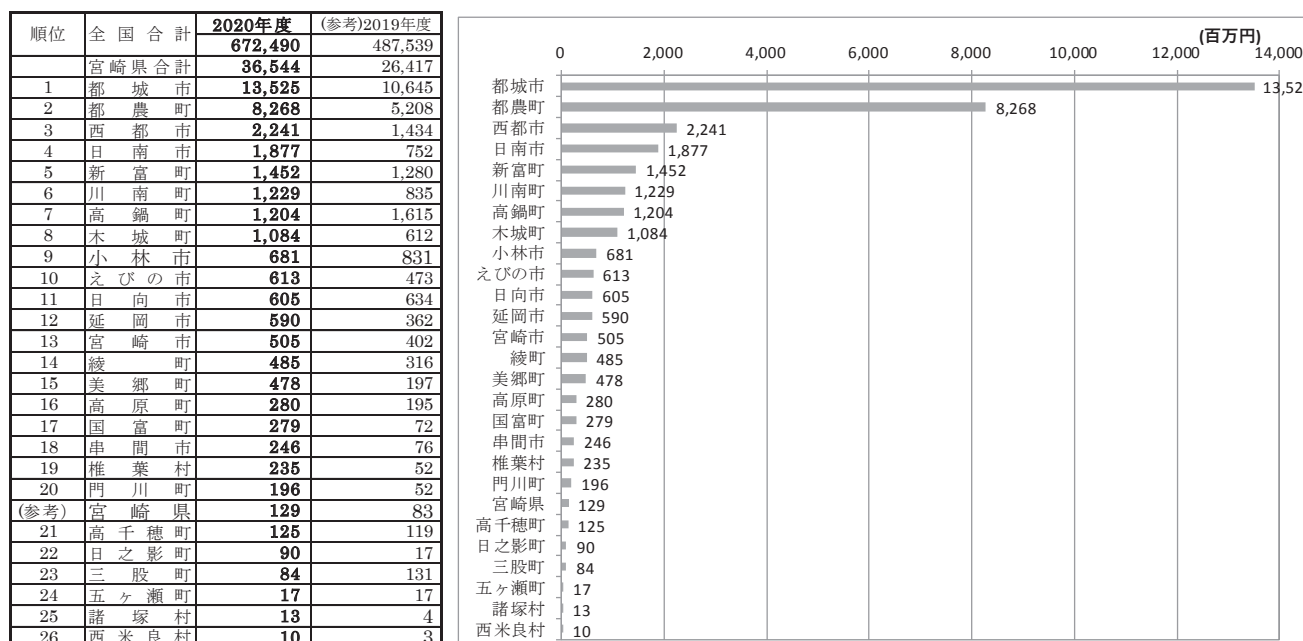 順位 全国合計 2020年度 (参考)2019年度
672,490 487,539
宮崎県合計 36,544 26,417
1 都城市 13,525 10,645
2 都農町 8,268 5,208
3 西都市 2,241 1,434
4 日南市 1,877 752
5 新富町 1,452 1,280
6 川南町 1,229 835
7 高鍋町 1,204 1,615
8 木城町 1,084 612
9 小林市 681 831
10 えびの市 613 473
11 日向市 605 634
12 延岡市 590 362
13 宮崎市 505 402
14 綾町 485 316
15 美郷町 478 197
16 高原町 280 195
17 国富町 279 72
18 串間市 246 76
19 椎葉村 235 52
20 門川町 196 52
(参考) 宮崎県 129 83
21 高千穂町 125 119
22 日之影町 90 17
23 三股町 84 131
24 五ヶ瀬町 17 17
25 諸塚村 13 4
26 西米良村 10 3
(百万円)
0 2,000 4,000 6,000 8,000 10,000 12,000 14,000
都城市 13,52
都農町 8,268
西都市 2,241
日南市 1,877
新富町 1,452
川南町 1,229
高鍋町 1,204
木城町 1,084
小林市 681
えびの市 613
日向市 605
延岡市 590
宮崎市 505
綾町 485
美郷町 478
高原町 280
国富町 279
串間市 246
椎葉村 235
門川町 196
宮崎県 129
高千穂町 125
日之影町 90
三股町 84
五ヶ瀬町 17
諸塚村 13
西米良村 10